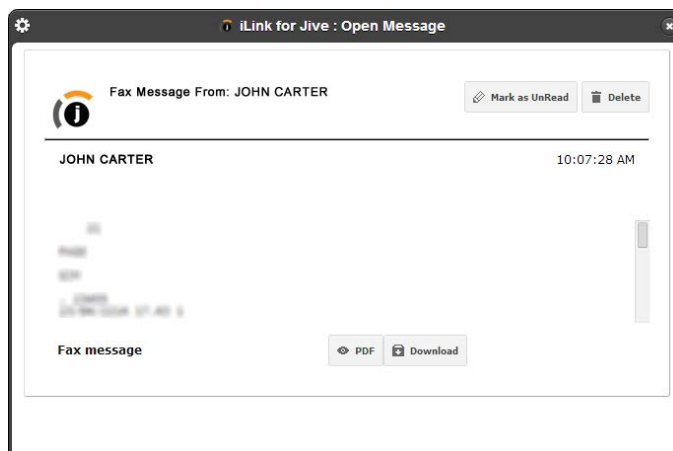 iLink for Jive : Open Message
Fax Message From: JOHN CARTER
Mark as UnRead
Delete
JOHN CARTER
10:07:28 AM
Fax message
PDF
Download